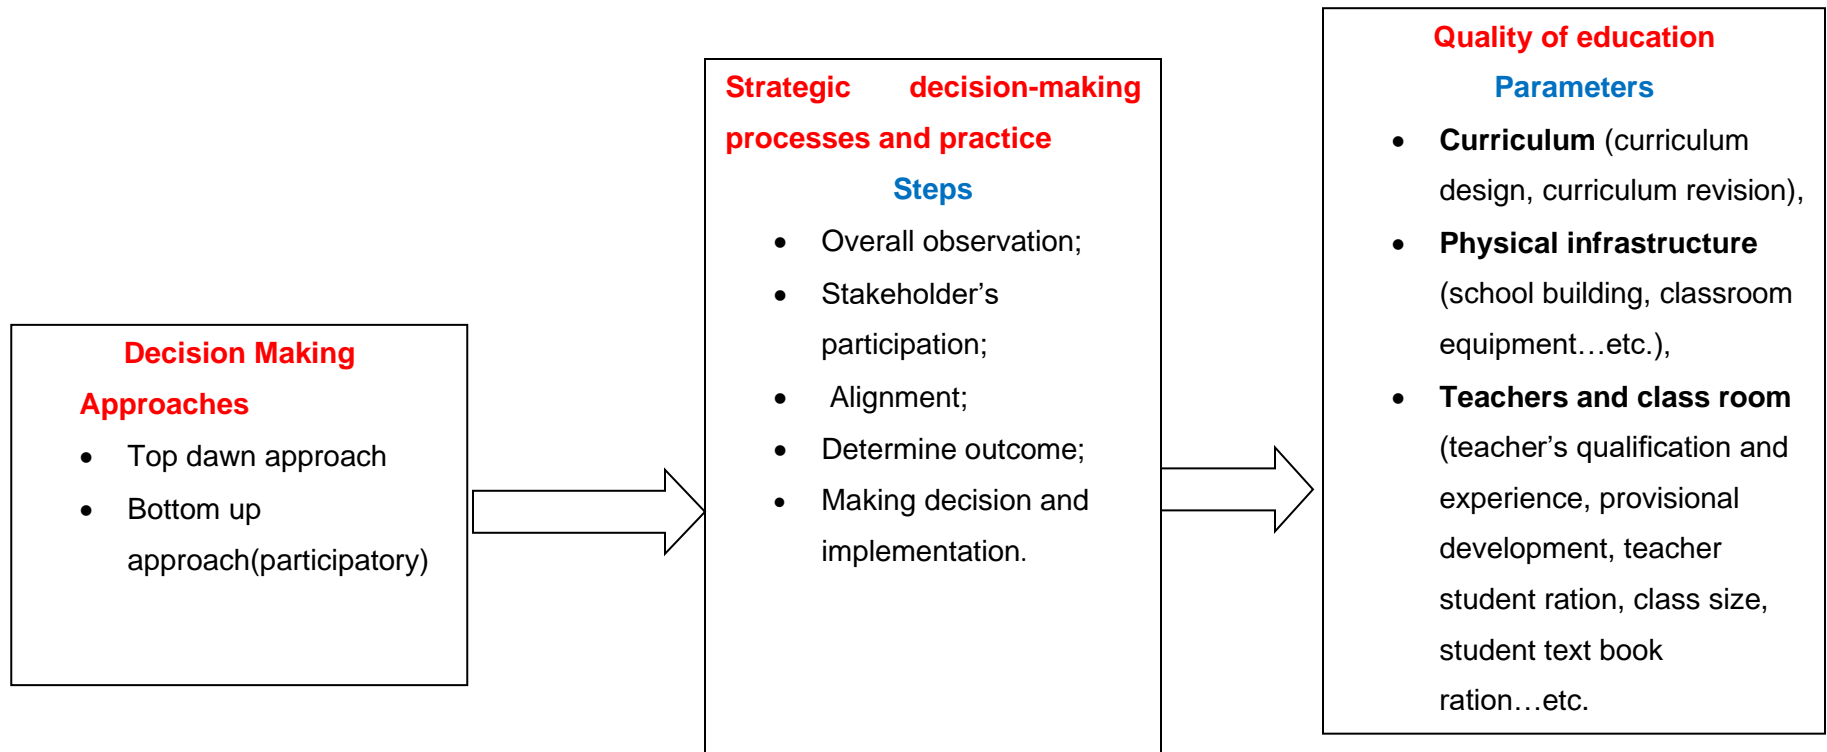 Decision Making
Approaches
• Top dawn approach
• Bottom up
approach(participatory)
Strategic decision-making
processes and practice
Steps
• Overall observation;
• Stakeholder’s
participation;
• Alignment;
• Determine outcome;
• Making decision and
implementation.
Quality of education
Parameters
• Curriculum (curriculum
design, curriculum revision),
• Physical infrastructure
(school building, classroom
equipment…etc.),
• Teachers and class room
(teacher’s qualification and
experience, provisional
development, teacher
student ration, class size,
student text book
ration…etc.